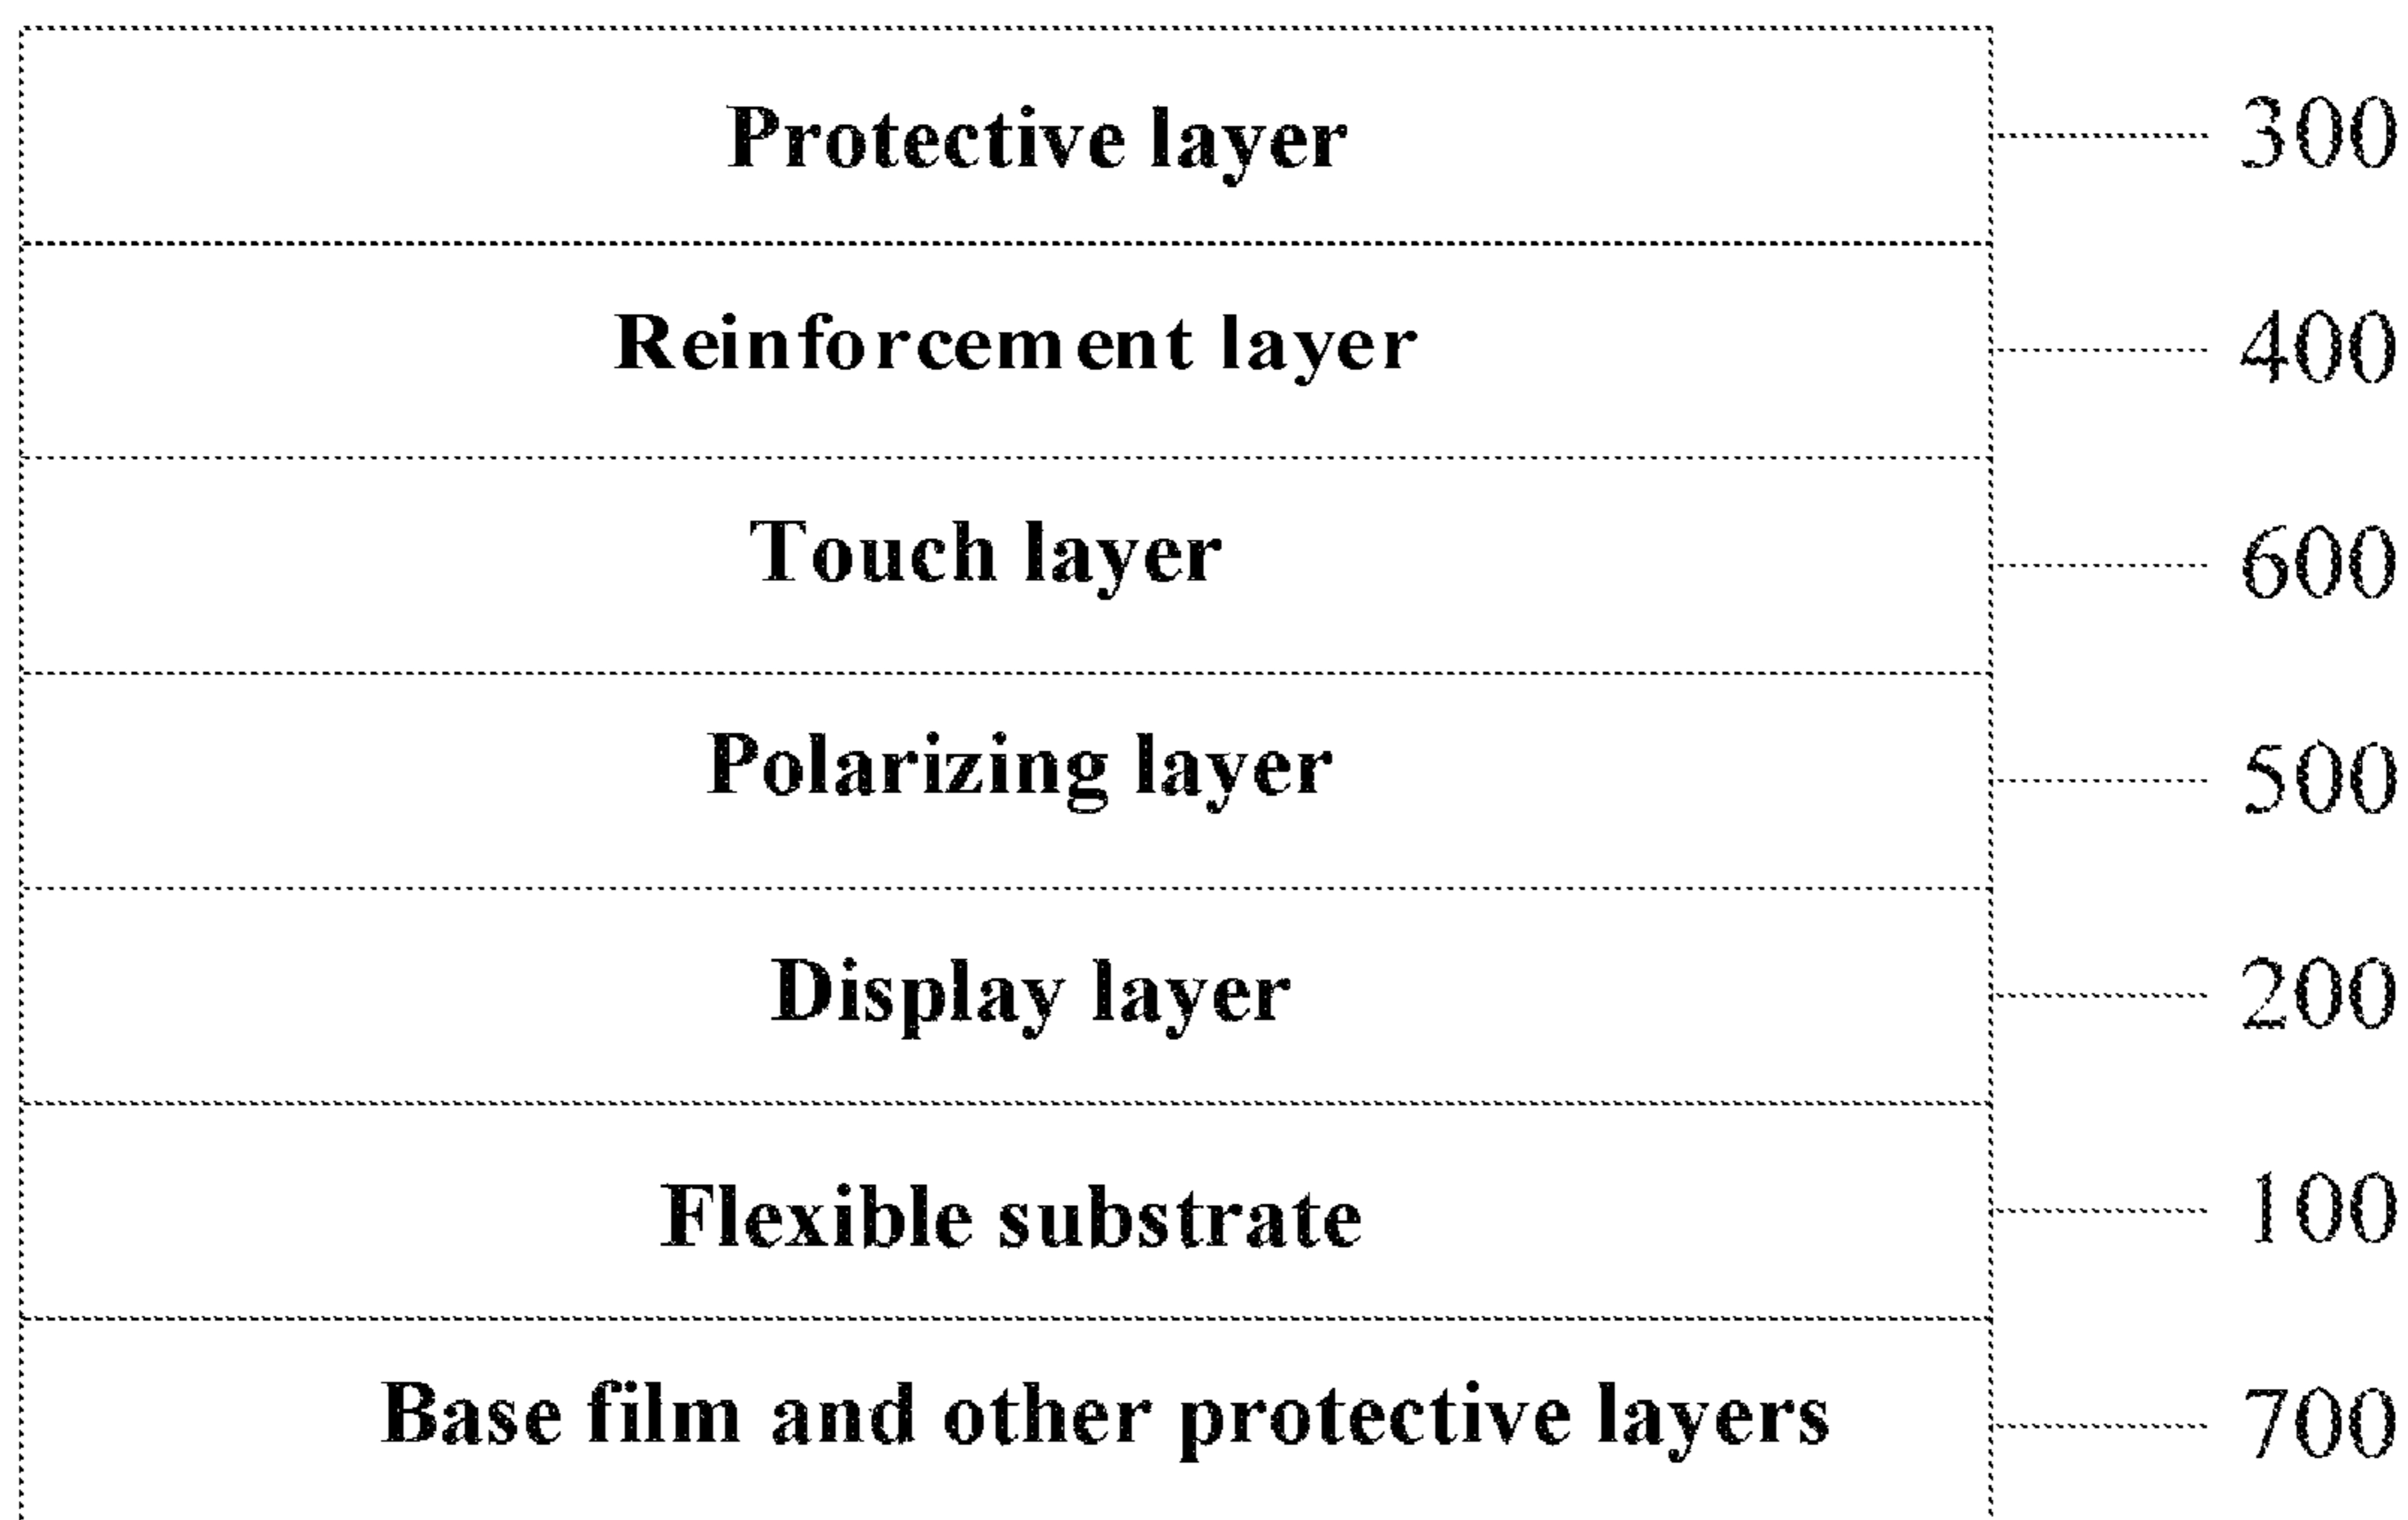 Protective layer 300
Reinforcement layer 400
Touch layer 600
Polarizing layer 500
Display layer 200
Flexible substrate 100
Base film and other protective layers 700